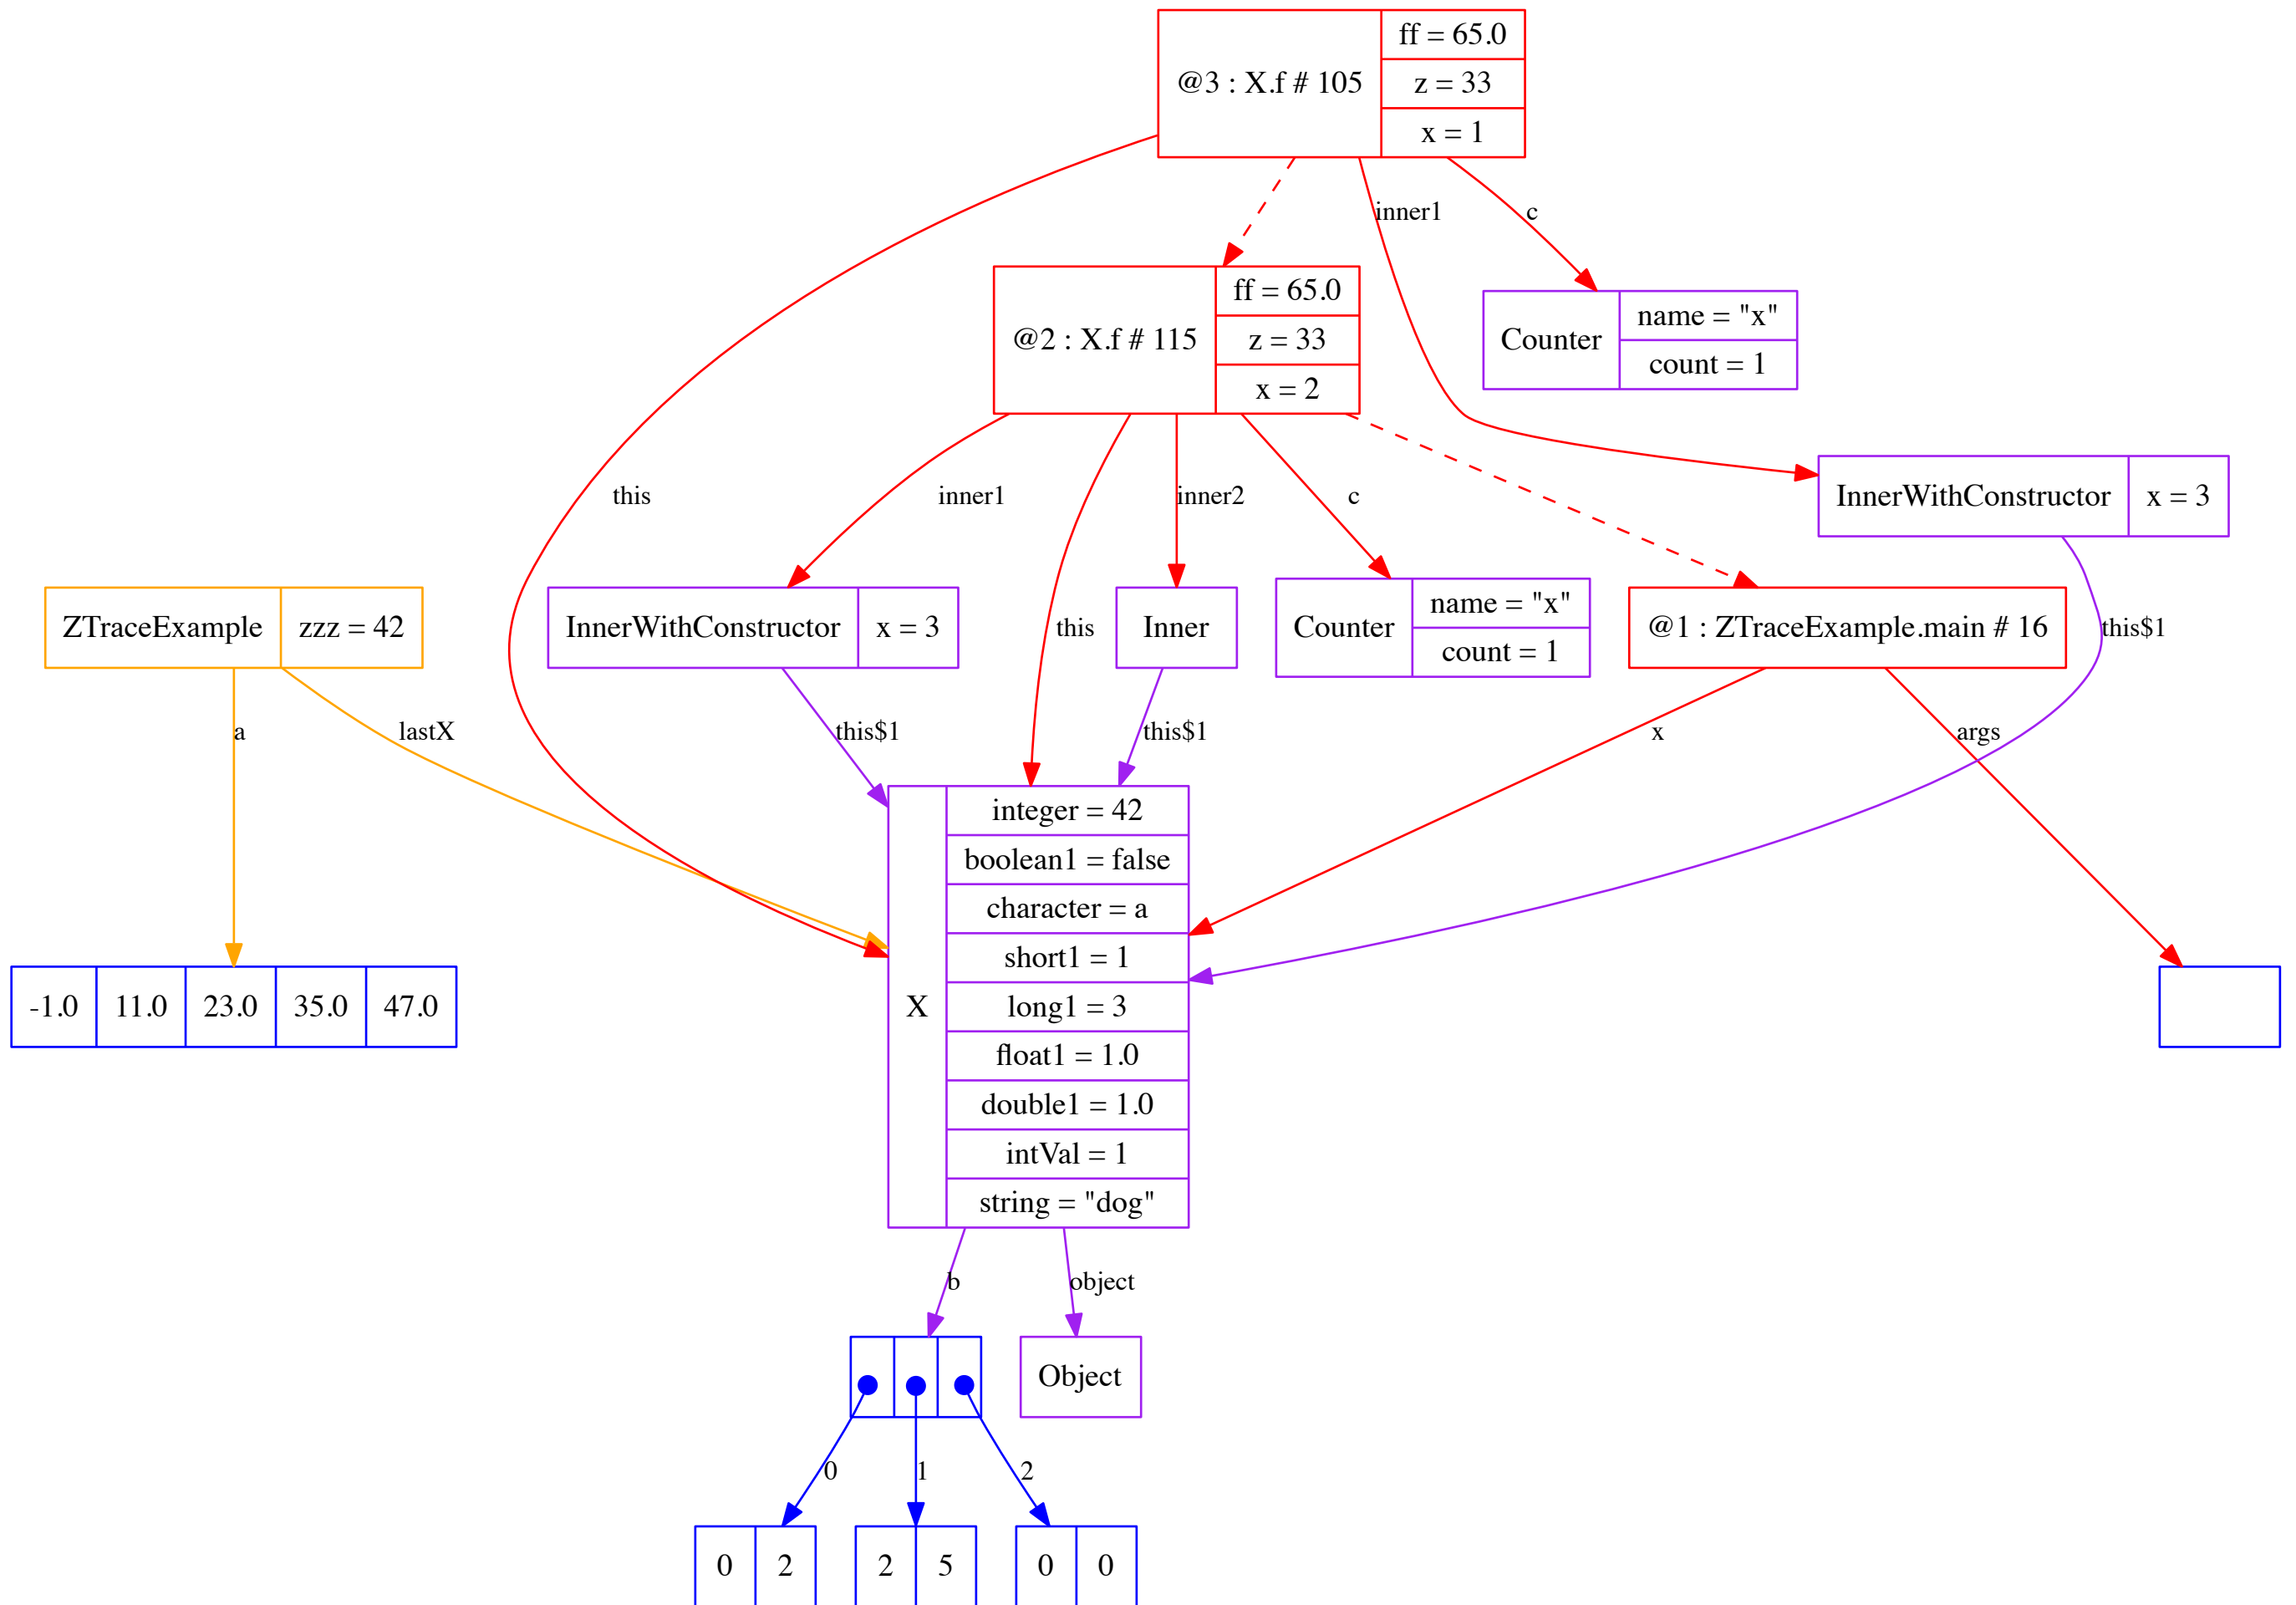 @3 : X.f # 105
ff = 65.0
z = 33
x = 1
inner1
c
@2 : X.f # 115
ff = 65.0
z = 33
x = 2
Counter
name = "x"
count = 1
this
inner1
inner2
c
InnerWithConstructor
x = 3
ZTraceExample
zzz = 42
InnerWithConstructor
x = 3
this
Inner
Counter
name = "x"
count = 1
@1 : ZTraceExample.main # 16
this$1
a
lastX
this$1
this$1
x
args
-1.0
11.0
23.0
35.0
47.0
X
integer = 42
boolean1 = false
character = a
short1 = 1
long1 = 3
float1 = 1.0
double1 = 1.0
intVal = 1
string = "dog"
b
object
Object
0
1
2
0
2
2
5
0
0